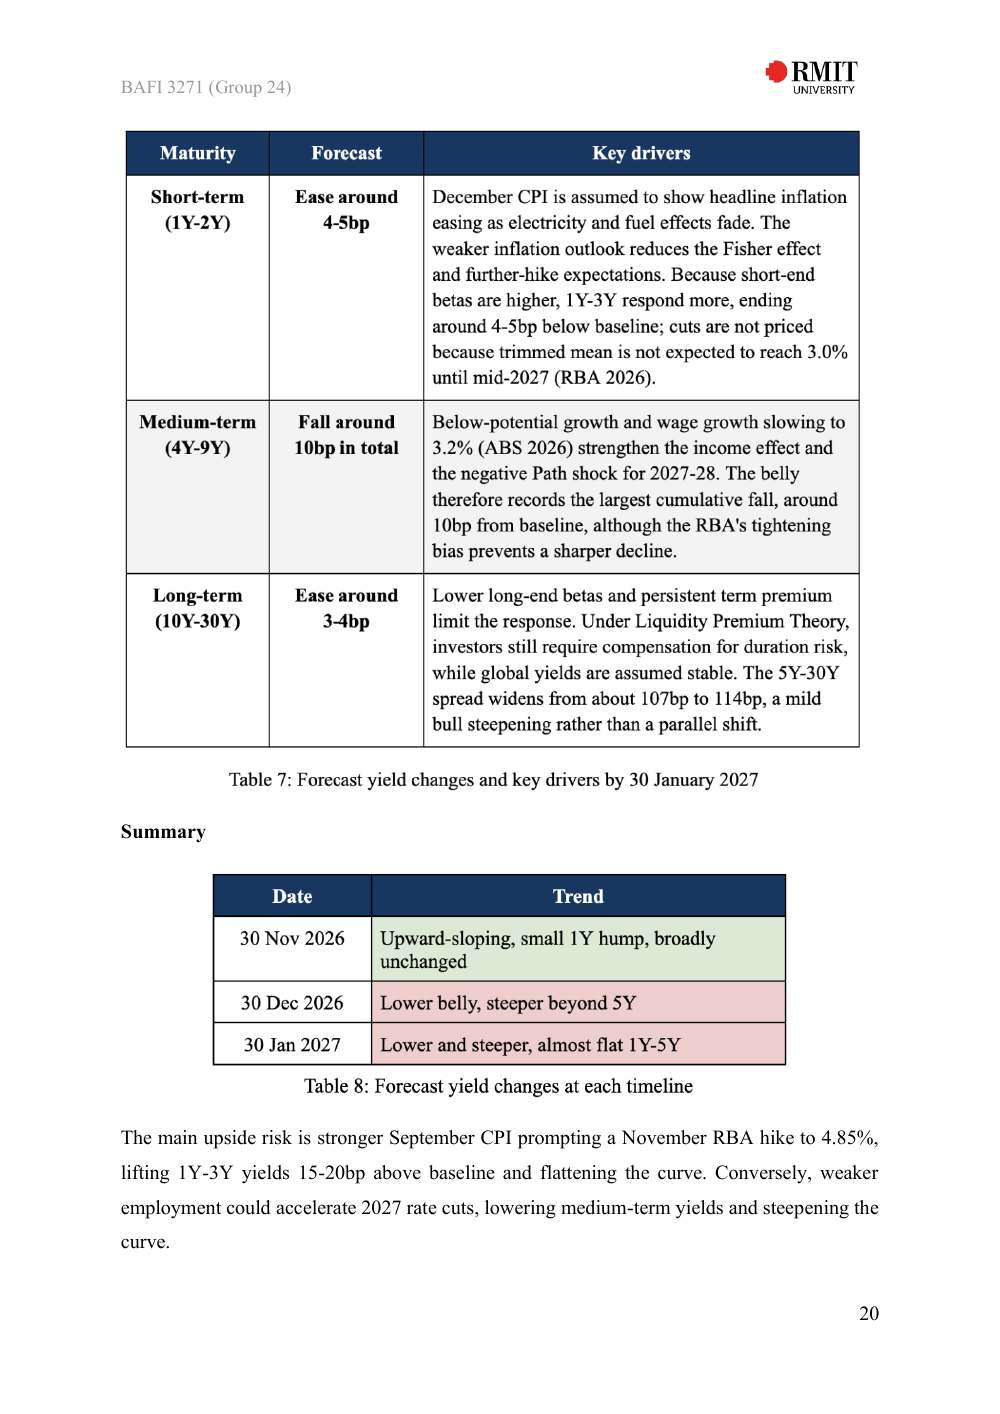 BAFI 3271 (Group 24)
RMIT
UNIVERSITY
Maturity
Forecast
Key drivers
Short-term
(1Y-2Y)
Ease around
4-5bp
December CPI is assumed to show headline inflation
easing as electricity and fuel effects fade. The
weaker inflation outlook reduces the Fisher effect
and further-hike expectations. Because short-end
betas are higher, 1Y-3Y respond more, ending
around 4-5bp below baseline; cuts are not priced
because trimmed mean is not expected to reach 3.0%
until mid-2027 (RBA 2026).
Medium-term
(4Y-9Y)
Fall around
10bp in total
Below-potential growth and wage growth slowing to
3.2% (ABS 2026) strengthen the income effect and
the negative Path shock for 2027-28. The belly
therefore records the largest cumulative fall, around
10bp from baseline, although the RBA's tightening
bias prevents a sharper decline.
Long-term
(10Y-30Y)
Ease around
3-4bp
Lower long-end betas and persistent term premium
limit the response. Under Liquidity Premium Theory,
investors still require compensation for duration risk,
while global yields are assumed stable. The 5Y-30Y
spread widens from about 107bp to 114bp, a mild
bull steepening rather than a parallel shift.
Table 7: Forecast yield changes and key drivers by 30 January 2027
Summary
Date
Trend
30 Nov 2026
Upward-sloping, small 1Y hump, broadly
unchanged
30 Dec 2026
Lower belly, steeper beyond 5Y
30 Jan 2027
Lower and steeper, almost flat 1Y-5Y
Table 8: Forecast yield changes at each timeline
The main upside risk is stronger September CPI prompting a November RBA hike to 4.85%,
lifting 1Y-3Y yields 15-20bp above baseline and flattening the curve. Conversely, weaker
employment could accelerate 2027 rate cuts, lowering medium-term yields and steepening the
curve.
20